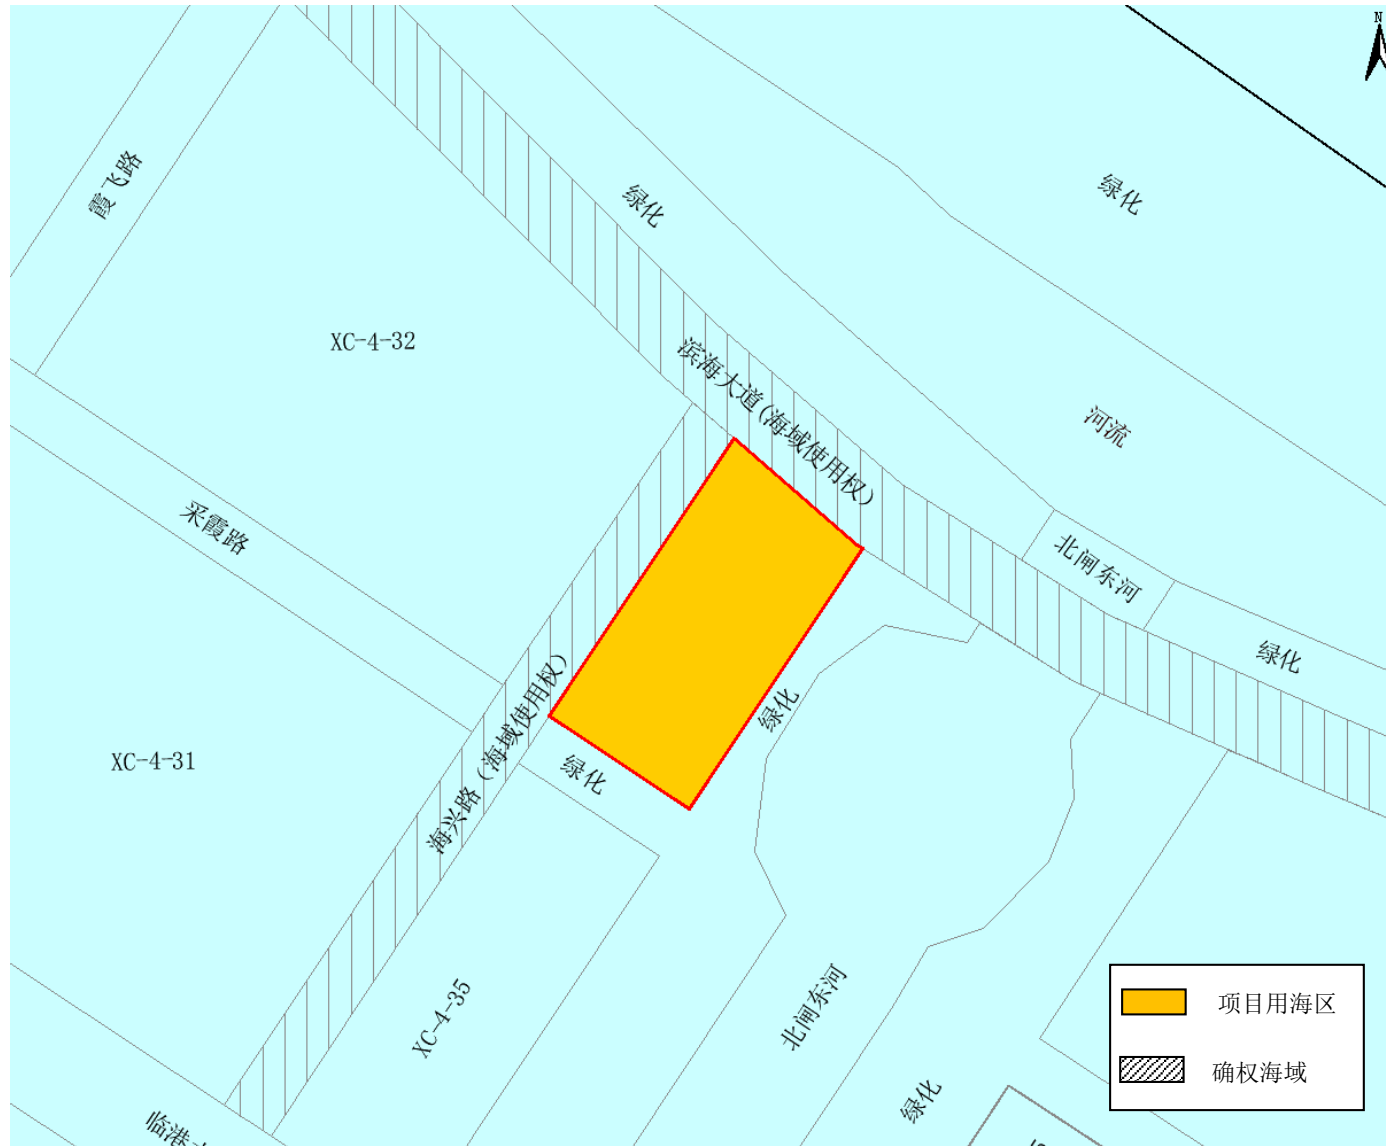 N
霞飞路
绿化
绿化
XC-4-32
滨海大道(海域使用权)
河流
采霞路
北闸东河
绿化
海兴路(海域使用权)
绿化
XC-4-31
绿化
XC-4-35
北闸东河
绿化
临港
项目用海区
确权海域